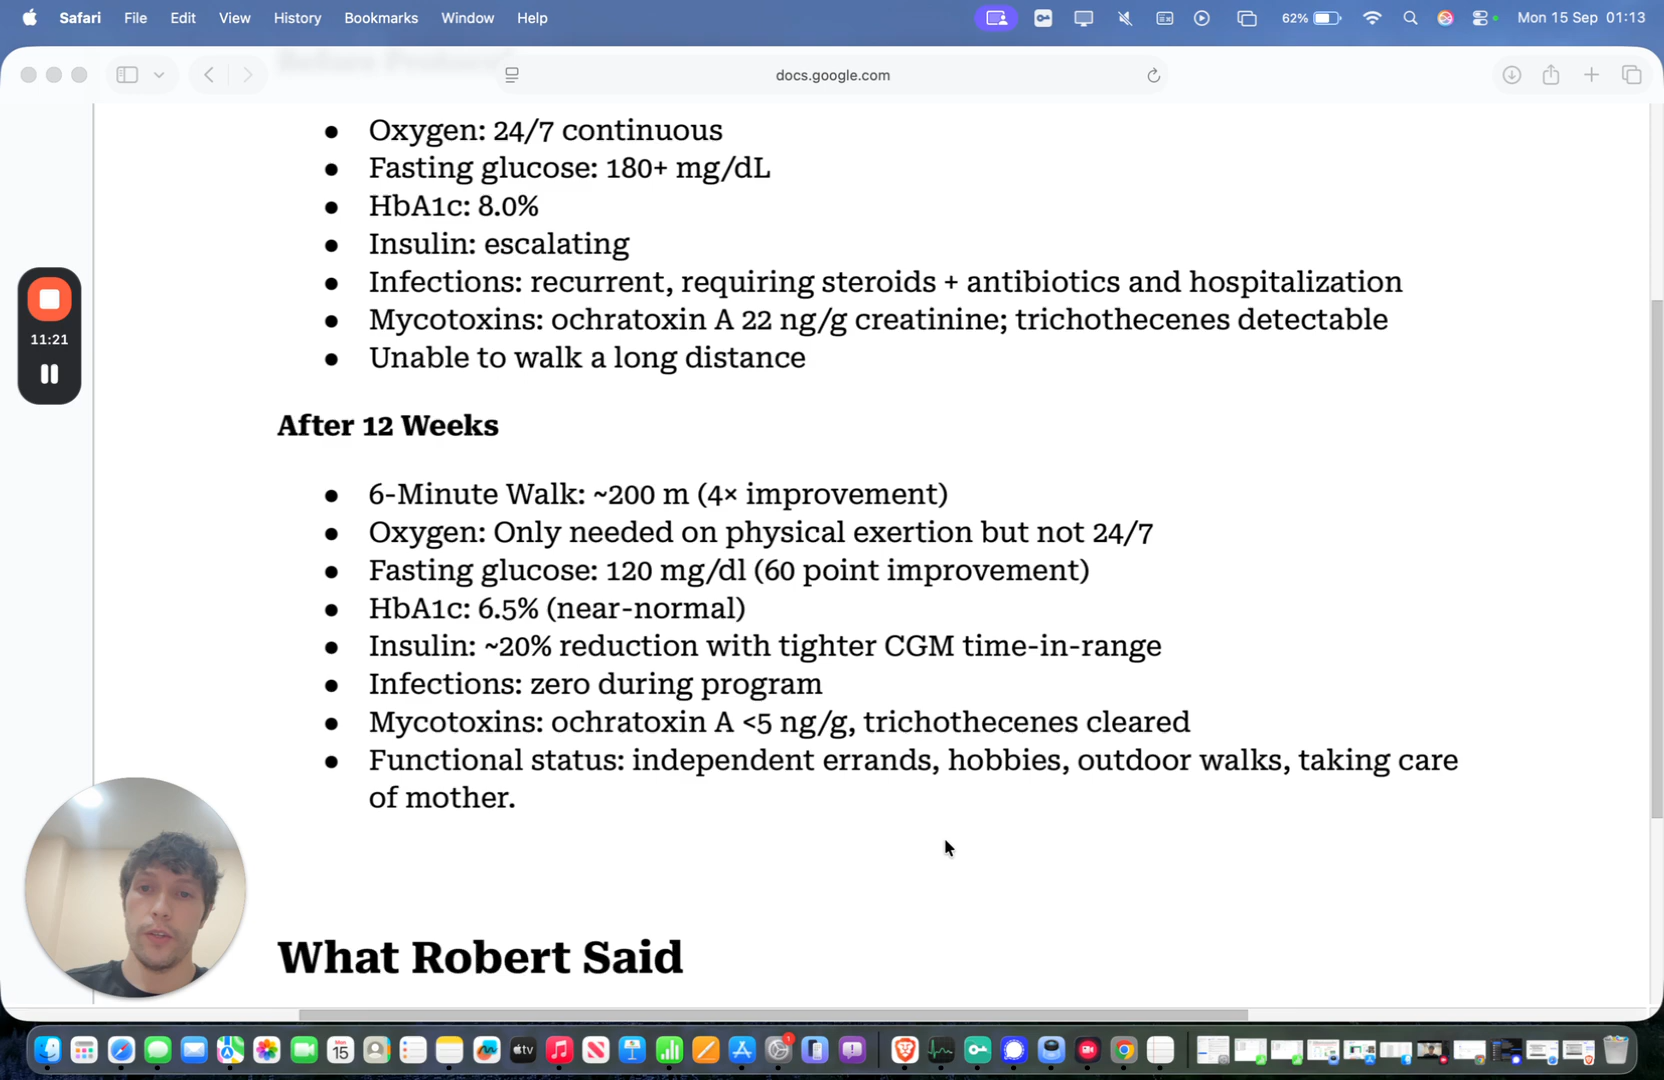 Safari File Edit View History Bookmarks Window Help 62% Mon 15 Sep 01:13
docs.google.com
● Oxygen: 24/7 continuous
● Fasting glucose: 180+ mg/dL
● HbA1c: 8.0%
● Insulin: escalating
● Infections: recurrent, requiring steroids + antibiotics and hospitalization
● Mycotoxins: ochratoxin A 22 ng/g creatinine; trichothecenes detectable
● Unable to walk a long distance
11:21
After 12 Weeks
● 6-Minute Walk: ~200 m (4× improvement)
● Oxygen: Only needed on physical exertion but not 24/7
● Fasting glucose: 120 mg/dl (60 point improvement)
● HbA1c: 6.5% (near-normal)
● Insulin: ~20% reduction with tighter CGM time-in-range
● Infections: zero during program
● Mycotoxins: ochratoxin A <5 ng/g, trichothecenes cleared
● Functional status: independent errands, hobbies, outdoor walks, taking care
of mother.
What Robert Said
Mon
15
tv
1